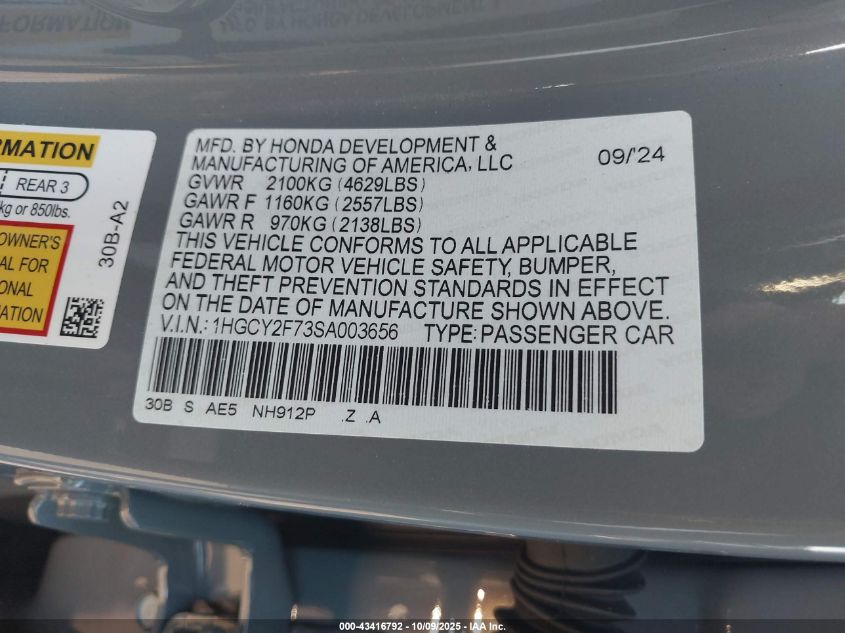 FORMATION
RMATION
REAR 3
kg or 850lbs.
OWNER'S
AL FOR
ONAL
MATION
30B-A2
MFD. BY HONDA DEVELOPMENT &
MANUFACTURING OF AMERICA, LLC 09/'24
GVWR 2100KG (4629LBS)
GAWR F 1160KG (2557LBS)
GAWR R 970KG (2138LBS)
THIS VEHICLE CONFORMS TO ALL APPLICABLE
FEDERAL MOTOR VEHICLE SAFETY, BUMPER,
AND THEFT PREVENTION STANDARDS IN EFFECT
ON THE DATE OF MANUFACTURE SHOWN ABOVE.
V.I.N.: 1HGCY2F73SA003656 TYPE: PASSENGER CAR
30B S AE5 NH912P .Z .A
000-43416792 - 10/09/2025 - IAA, Inc.